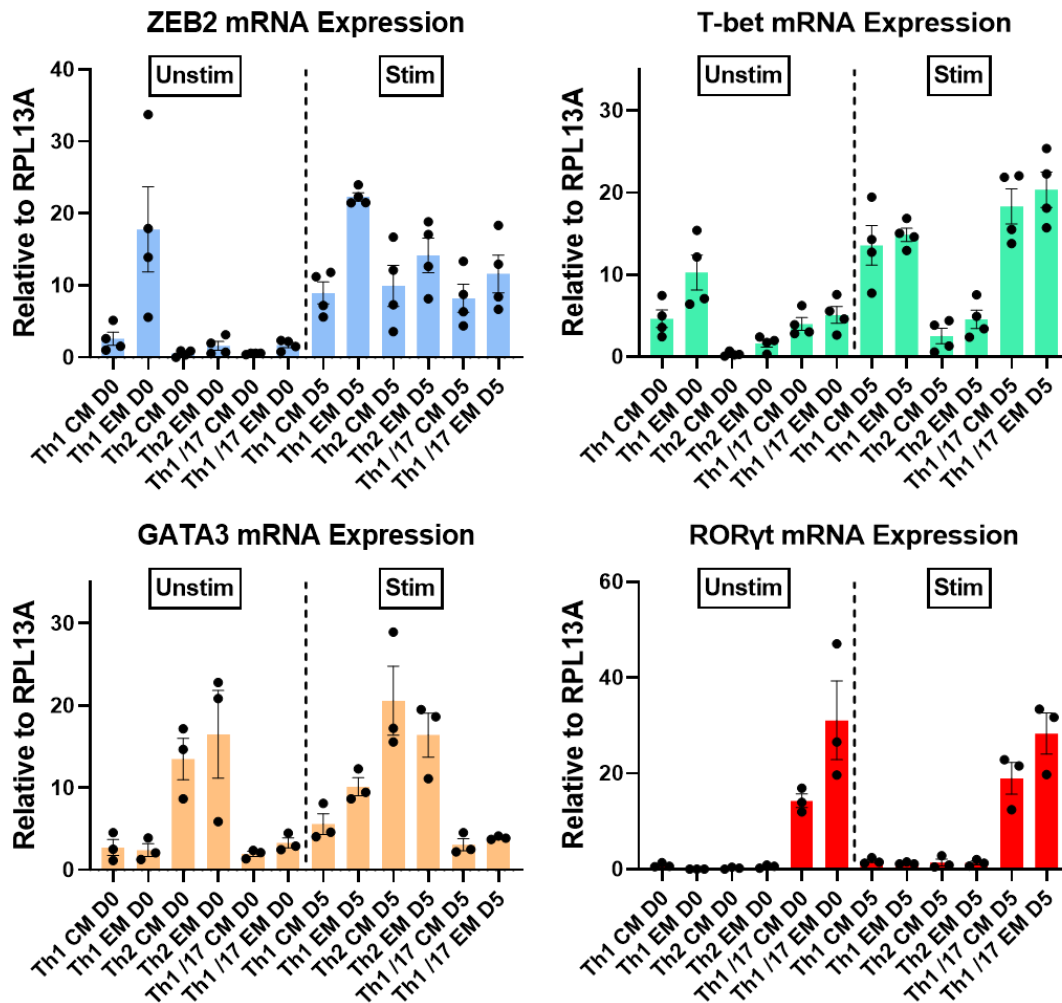 ZEB2 mRNA Expression
Relative to RPL13A
40
30
20
10
0
Unstim
Stim
Th1 CM D0
Th1 EM D0
Th2 CM D0
Th2 EM D0
Th1 /17 CM D0
Th1 /17 EM D0
Th1 CM D5
Th1 EM D5
Th2 CM D5
Th2 EM D5
Th1 /17 CM D5
Th1 /17 EM D5
T-bet mRNA Expression
Relative to RPL13A
30
20
10
0
Unstim
Stim
Th1 CM D0
Th1 EM D0
Th2 CM D0
Th2 EM D0
Th1 /17 CM D0
Th1 /17 EM D0
Th1 CM D5
Th1 EM D5
Th2 CM D5
Th2 EM D5
Th1 /17 CM D5
Th1 /17 EM D5
GATA3 mRNA Expression
Relative to RPL13A
30
20
10
0
Unstim
Stim
Th1 CM D0
Th1 EM D0
Th2 CM D0
Th2 EM D0
Th1 /17 CM D0
Th1 /17 EM D0
Th1 CM D5
Th1 EM D5
Th2 CM D5
Th2 EM D5
Th1 /17 CM D5
Th1 /17 EM D5
RORγt mRNA Expression
Relative to RPL13A
60
40
20
0
Unstim
Stim
Th1 CM D0
Th1 EM D0
Th2 CM D0
Th2 EM D0
Th1 /17 CM D0
Th1 /17 EM D0
Th1 CM D5
Th1 EM D5
Th2 CM D5
Th2 EM D5
Th1 /17 CM D5
Th1 /17 EM D5